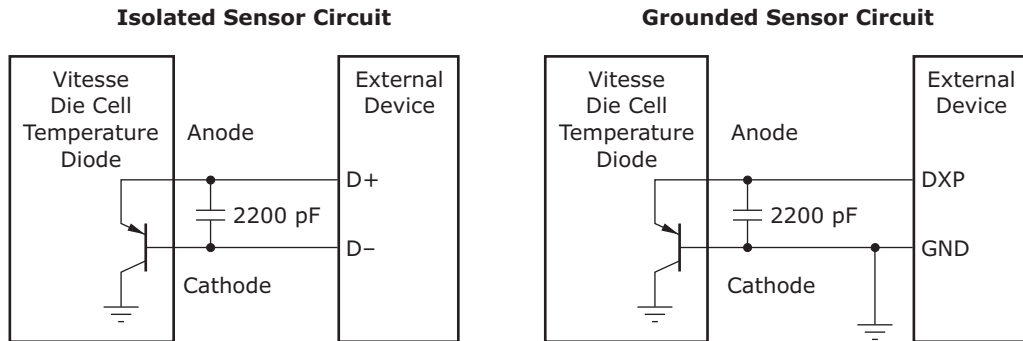 Isolated Sensor Circuit
Vitesse
Die Cell
Temperature
Diode
Anode
External
Device
D+
2200 pF
D−
Cathode
Grounded Sensor Circuit
Vitesse
Die Cell
Temperature
Diode
Anode
External
Device
DXP
2200 pF
GND
Cathode